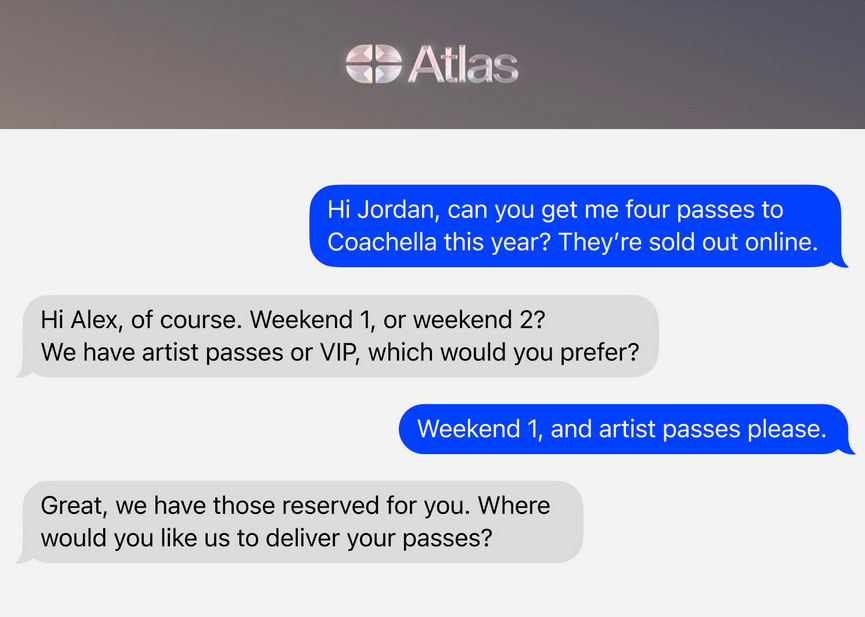 Atlas
Hi Jordan, can you get me four passes to
Coachella this year? They’re sold out online.
Hi Alex, of course. Weekend 1, or weekend 2?
We have artist passes or VIP, which would you prefer?
Weekend 1, and artist passes please.
Great, we have those reserved for you. Where
would you like us to deliver your passes?